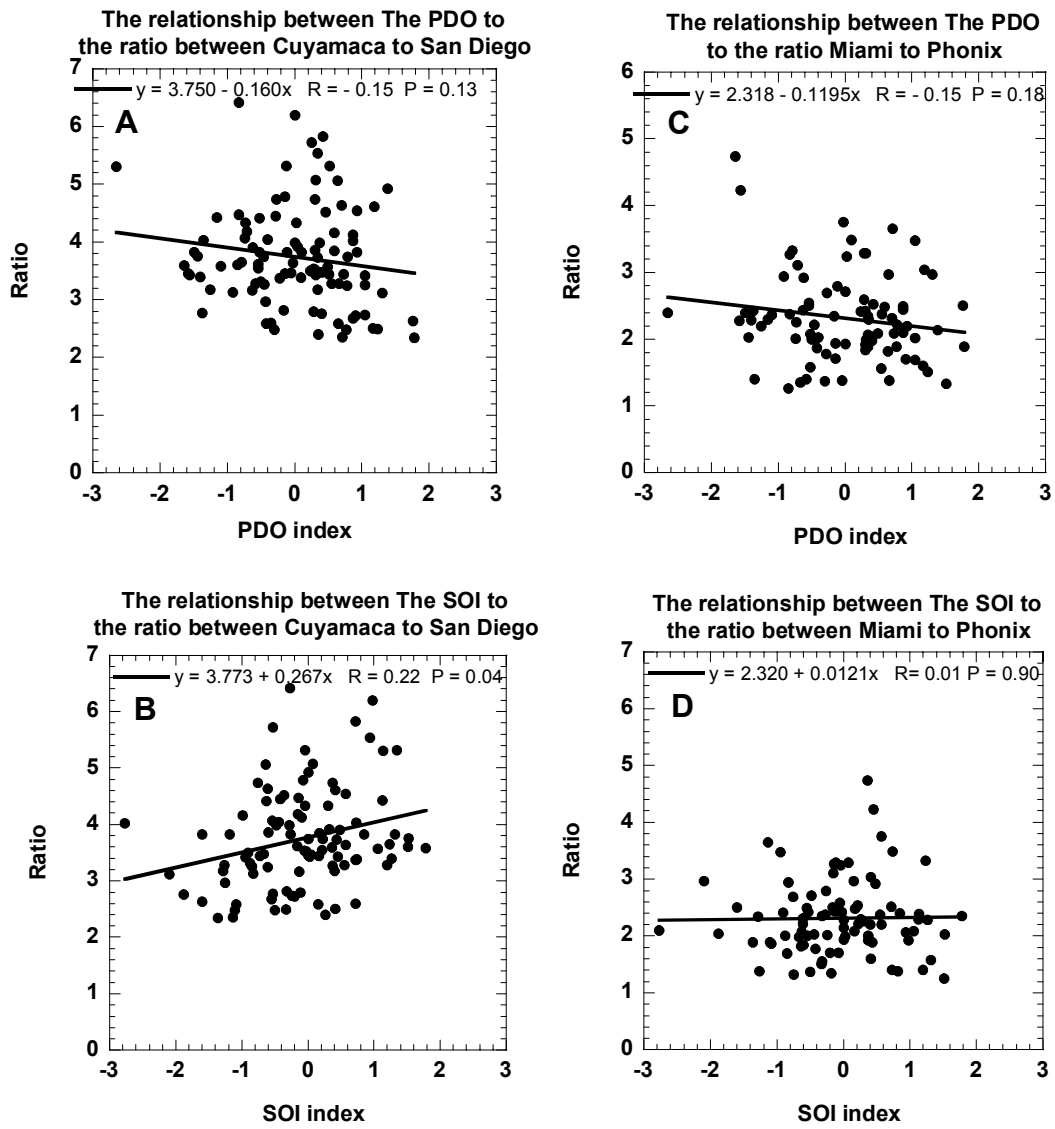 The relationship between The PDO to
the ratio between Cuyamaca to San Diego
7
y = 3.750 - 0.160x R = - 0.15 P = 0.13
A
6
5
4
3
2
1
0
Ratio
-3 -2 -1 0 1 2 3
PDO index
The relationship between The PDO
to the ratio Miami to Phonix
6
y = 2.318 - 0.1195x R = - 0.15 P = 0.18
C
5
4
3
2
1
0
Ratio
-3 -2 -1 0 1 2 3
PDO index
The relationship between The SOI to
the ratio between Cuyamaca to San Diego
7
y = 3.773 + 0.267x R = 0.22 P = 0.04
B
6
5
4
3
2
1
0
Ratio
-3 -2 -1 0 1 2 3
SOI index
The relationship between The SOI to
the ratio between Miami to Phonix
7
y = 2.320 + 0.0121x R= 0.01 P = 0.90
D
6
5
4
3
2
1
0
Ratio
-3 -2 -1 0 1 2 3
SOI index